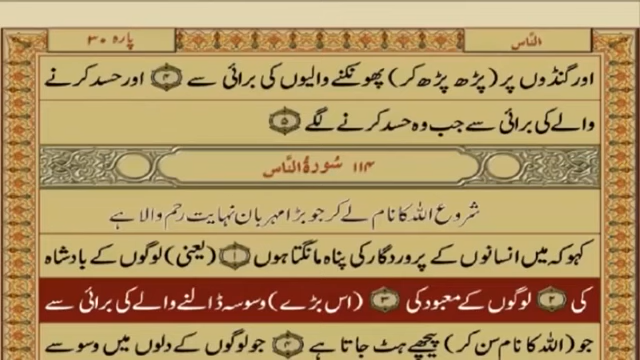 پارہ ۳۰
النَّاس
اور گنڈوں پر (پڑھ پڑھ کر) پھونکنے والیوں کی برائی سے ۴ اور حسد کرنے
والے کی برائی سے جب وہ حسد کرنے لگے ۵
۱۱۴ سُورَۃُ النَّاس
شروع اللہ کا نام لے کر جو بڑا مہربان نہایت رحم والا ہے
کہو کہ میں انسانوں کے پروردگار کی پناہ مانگتا ہوں ۱ (یعنی) لوگوں کے بادشاہ
کی ۲ لوگوں کے معبود کی ۳ (اس بڑے) وسوسہ ڈالنے والے کی برائی سے
جو (اللہ کا نام سن کر) پیچھے ہٹ جاتا ہے ۴ جو لوگوں کے دلوں میں وسوسے